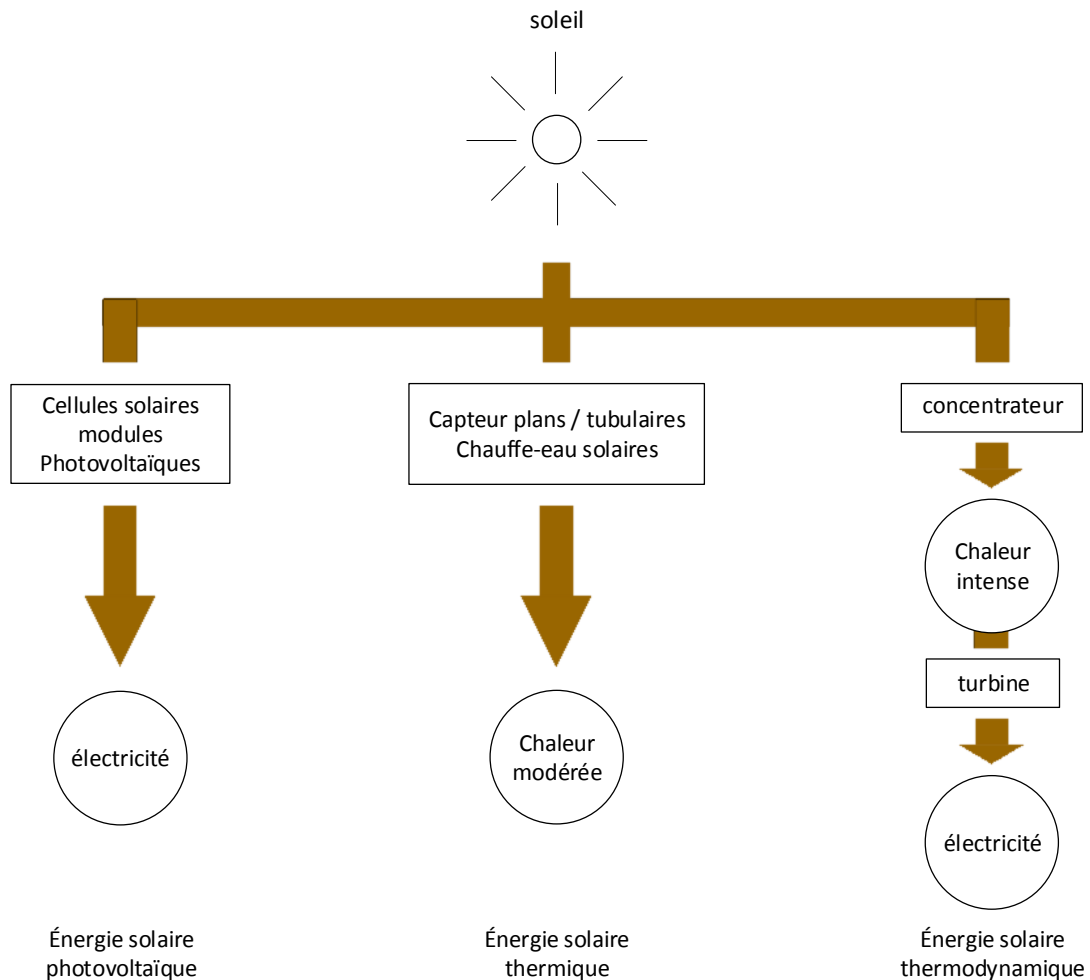 soleil
Cellules solaires
modules
Photovoltaïques
Capteur plans / tubulaires
Chauffe-eau solaires
concentrateur
Chaleur
intense
turbine
électricité
Chaleur
modérée
électricité
Énergie solaire
photovoltaïque
Énergie solaire
thermique
Énergie solaire
thermodynamique